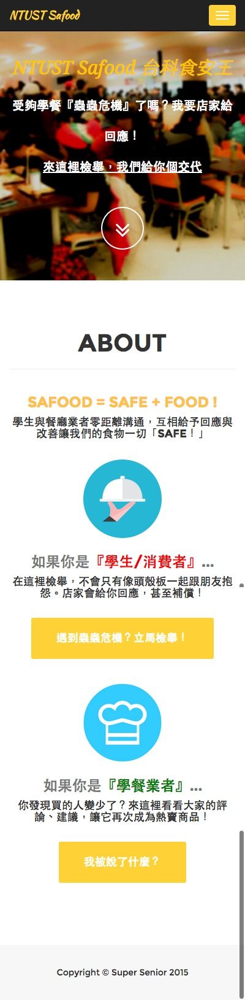 NTUST Safood
NTUST Safood 台科食安王
受夠學餐『蟲蟲危機』了嗎？我要店家給
回應！
來這裡檢舉，我們給你個交代
ABOUT
SAFOOD = SAFE + FOOD !
學生與餐廳業者零距離溝通，互相給予回應與
改善讓我們的食物一切「SAFE！」
如果你是『學生/消費者』...
在這裡檢舉，不會只有像頭殼板一起跟朋友抱
怨。店家會給你回應，甚至補償！
遇到蟲蟲危機？立馬檢舉！
如果你是『學餐業者』...
你發現買的人變少了？來這裡看看大家的評
論、建議，讓它再次成為熱賣商品！
我被說了什麼？
Copyright © Super Senior 2015